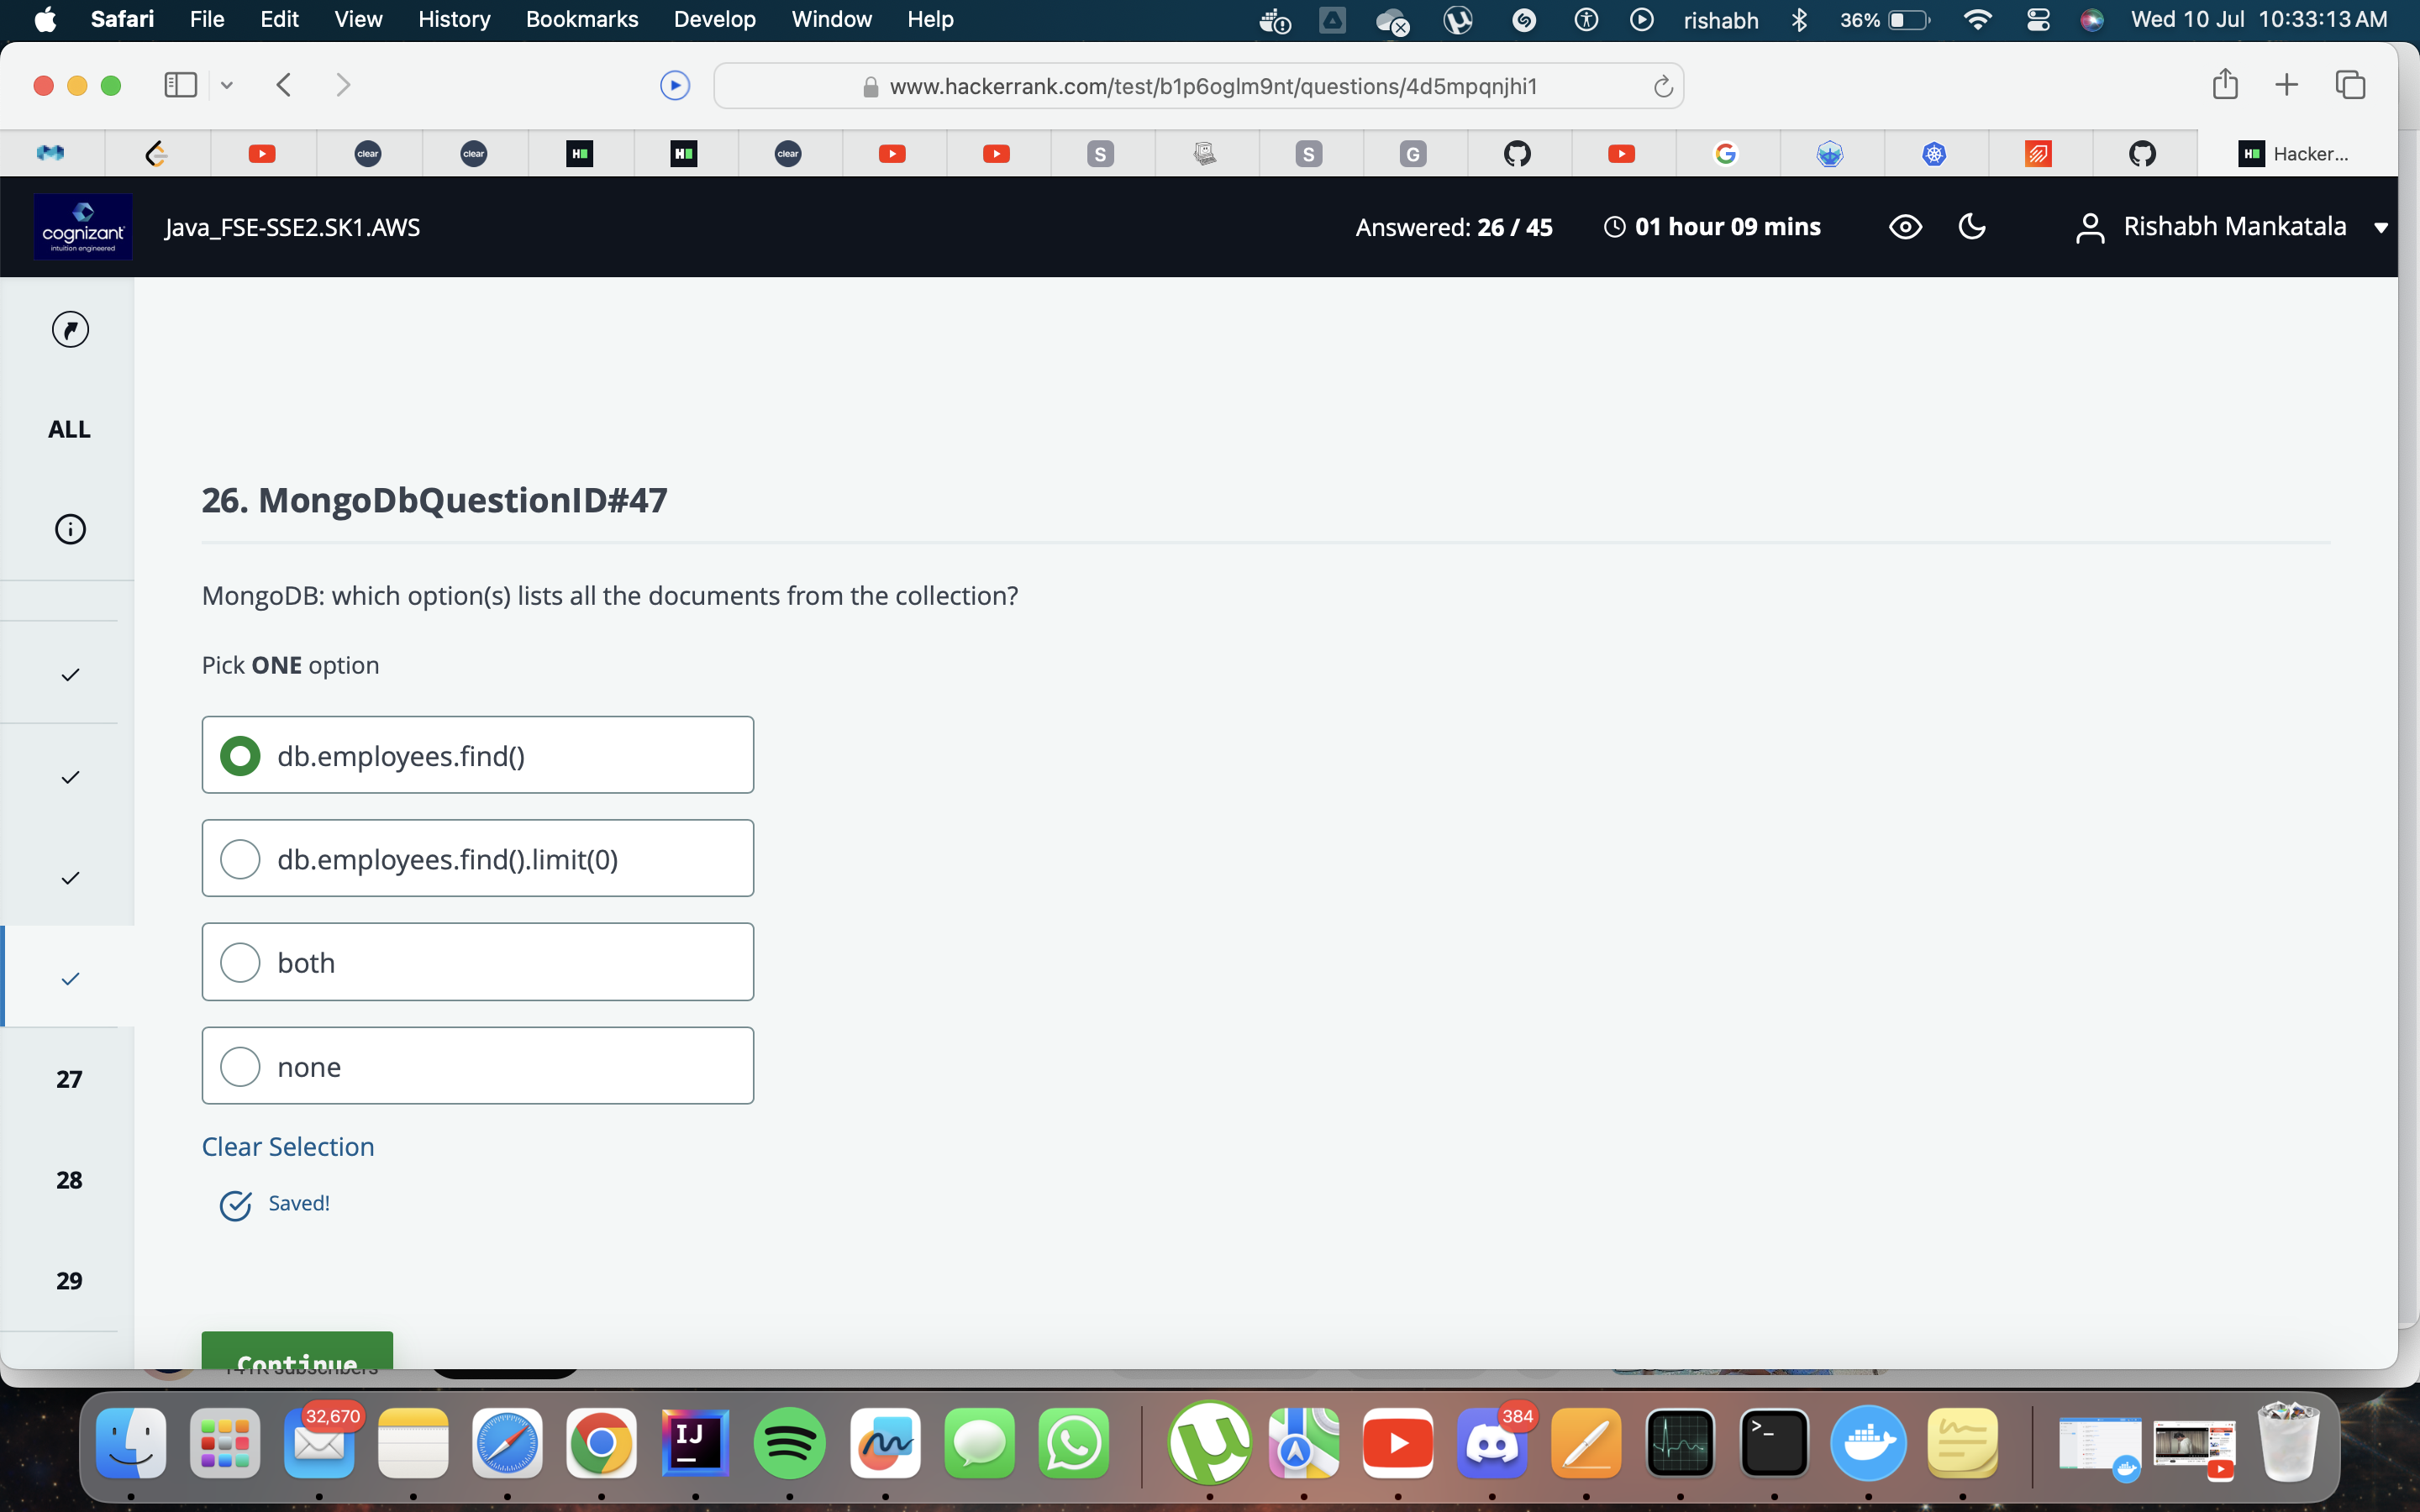 Safari File Edit View History Bookmarks Develop Window Help rishabh 36% Wed 10 Jul 10:33:13 AM
www.hackerrank.com/test/b1p6oglm9nt/questions/4d5mpqnjhi1
clear clear H clear S S G H Hacker...
cognizant
intuition engineered
Java_FSE-SSE2.SK1.AWS
Answered: 26 / 45
01 hour 09 mins
Rishabh Mankatala
ALL
26. MongoDbQuestionID#47
MongoDB: which option(s) lists all the documents from the collection?
Pick ONE option
db.employees.find()
db.employees.find().limit(0)
both
none
27
Clear Selection
28
Saved!
29
Continue
subscribers
32,670
IJ
384
>_